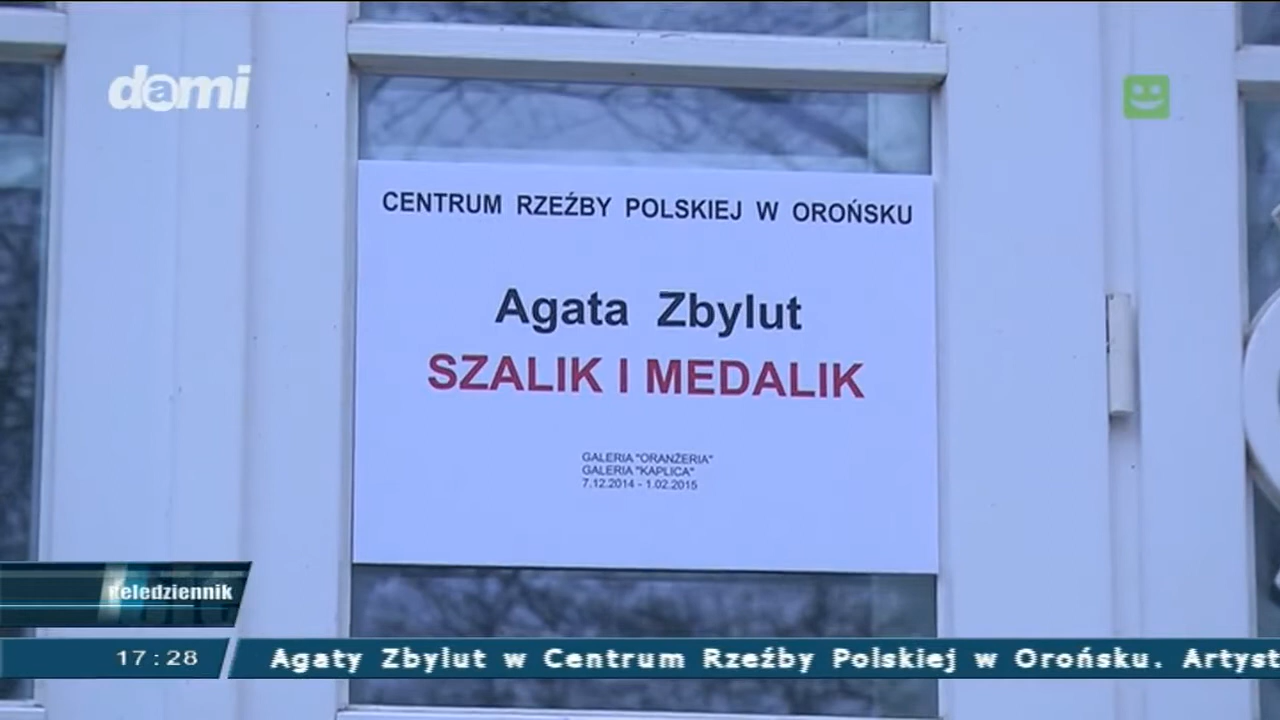 dami
CENTRUM RZEŹBY POLSKIEJ W OROŃSKU
Agata Zbylut
SZALIK I MEDALIK
GALERIA "ORANŻERIA"
GALERIA "KAPLICA"
7.12.2014 - 1.02.2015
teledziennik
17:28
Agaty Zbylut w Centrum Rzeźby Polskiej w Orońsku. Artyst